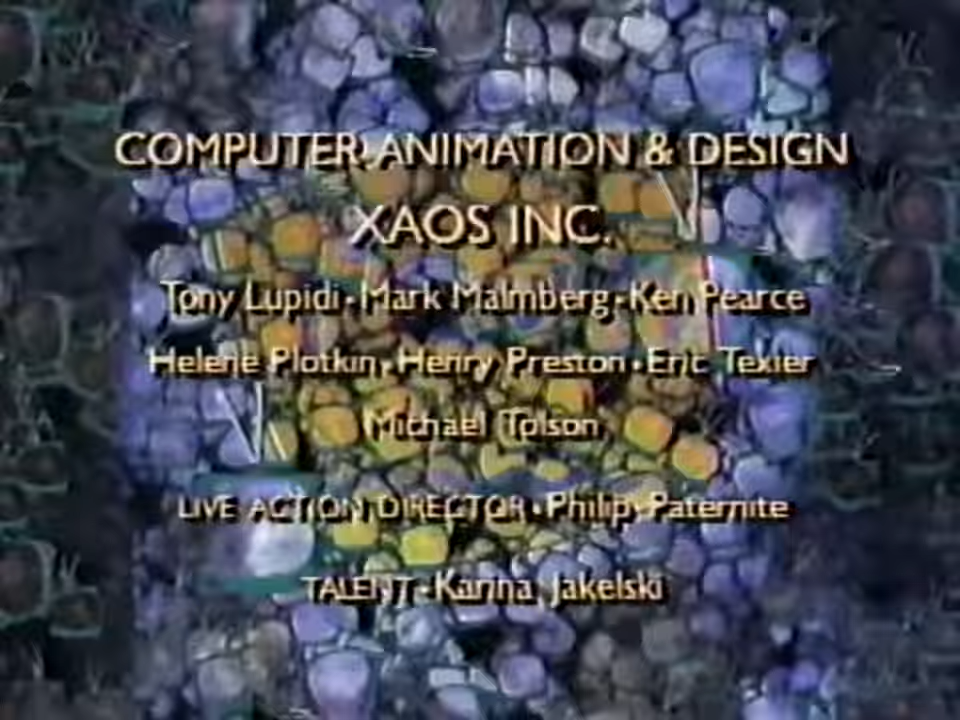 COMPUTER ANIMATION & DESIGN
XAOS INC.
Tony Lupidi • Mark Malmberg • Ken Pearce
Helene Plotkin • Henry Preston • Eric Texier
Michael Tolson
LIVE ACTION DIRECTOR • Philip Paternite
TALENT • Karina Jakelski